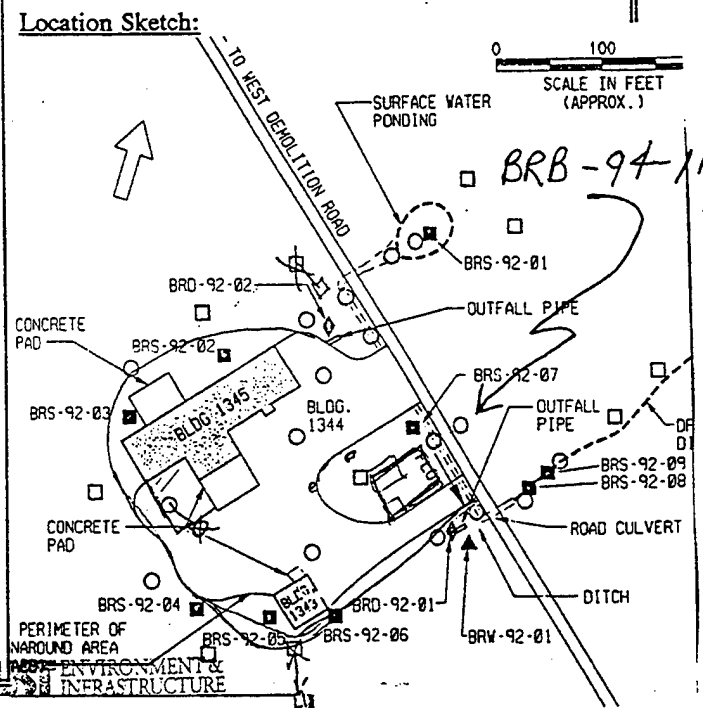 Location Sketch:
0 100
SCALE IN FEET
(APPROX.)
TO WEST DEMOLITION ROAD
SURFACE WATER
PONDING
BRB-94-
BRS-92-01
BRD-92-02
OUTFALL PIPE
CONCRETE
PAD
BRS-92-02
BRS-92-07
BLDG 1345
BLDG.
1344
OUTFALL
PIPE
BRS-92-03
BRS-92-09
BRS-92-08
CONCRETE
PAD
ROAD CULVERT
BLDG.
1343
DITCH
BRS-92-04
BRD-92-01
BRS-92-05
BRS-92-06
BRW-92-01
PERIMETER OF
NAROUND AREA
ENVIRONMENT &
INFRASTRUCTURE